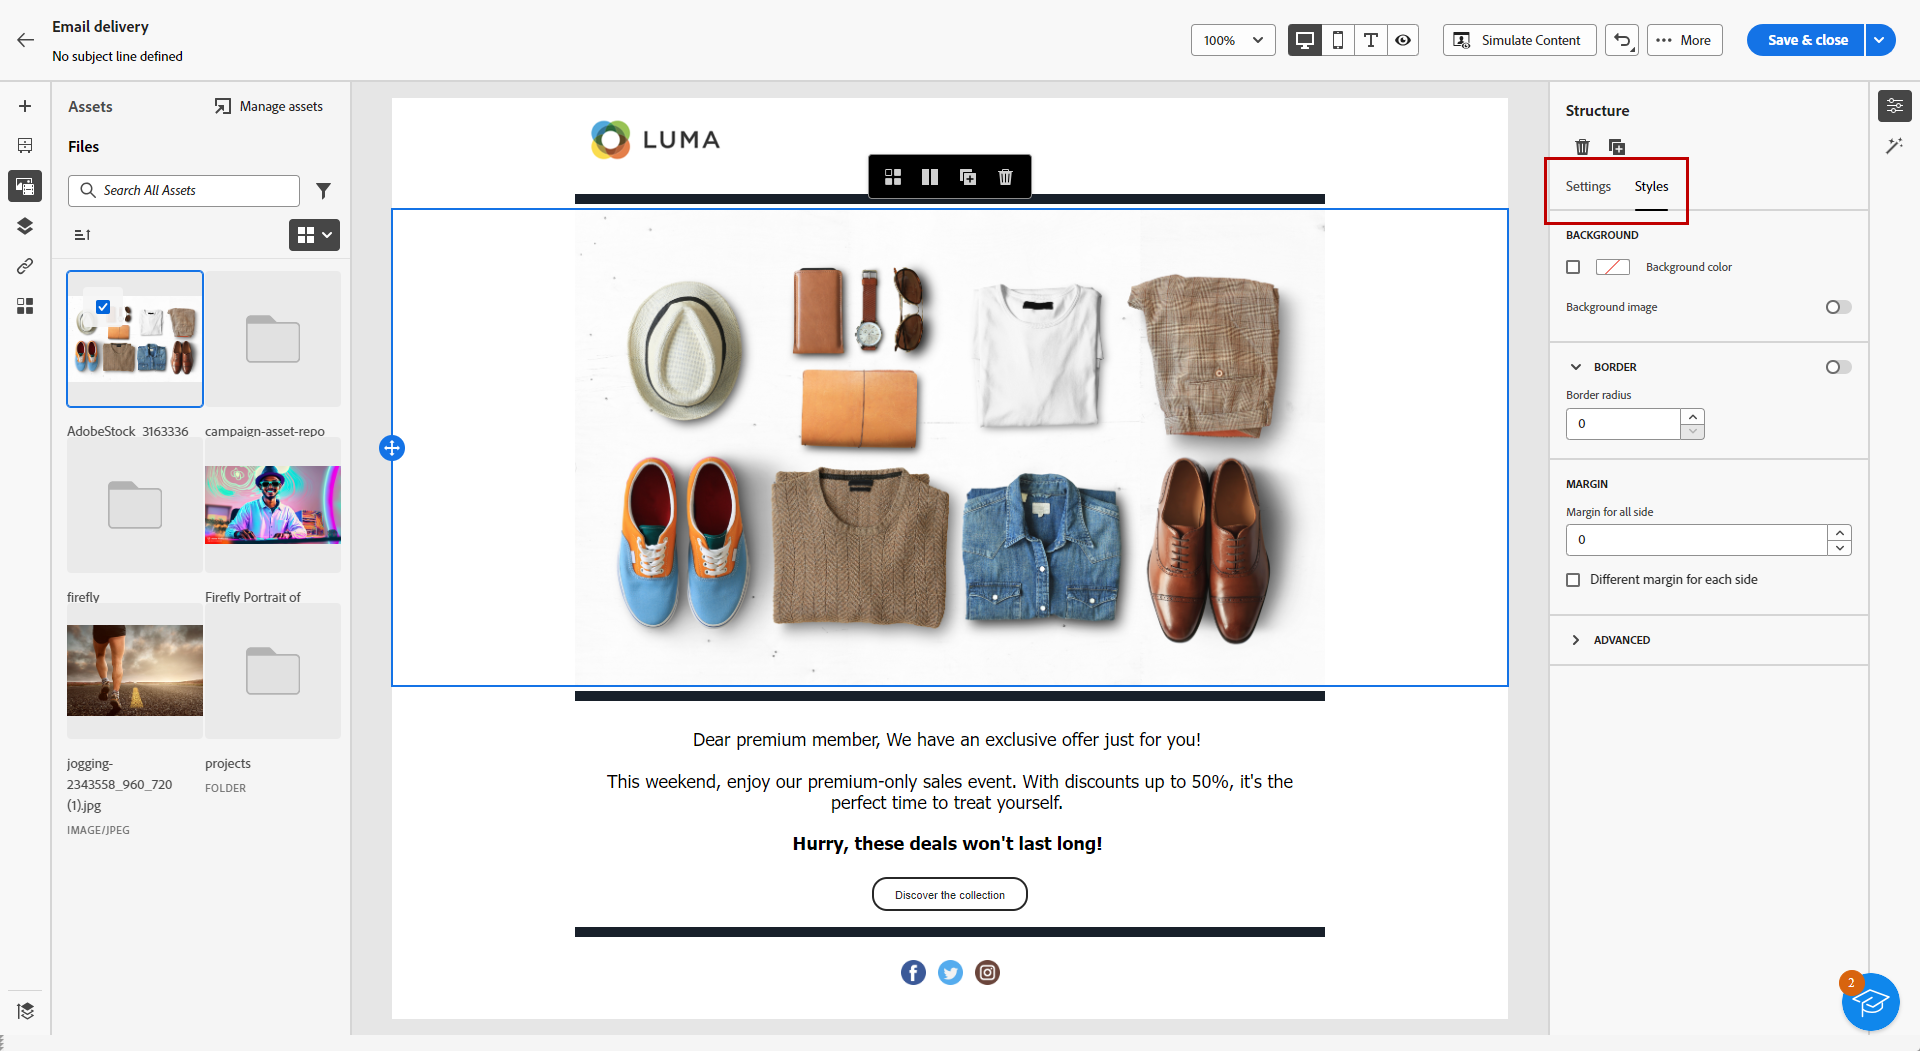 Email delivery
No subject line defined
100%
Simulate Content
More
Save & close
Assets
Manage assets
Files
Search All Assets
AdobeStock_3163336
campaign-asset-repo
firefly
Firefly Portrait of
jogging-
2343558_960_720
(1).jpg
IMAGE/JPEG
projects
FOLDER
LUMA
Dear premium member, We have an exclusive offer just for you!
This weekend, enjoy our premium-only sales event. With discounts up to 50%, it's the
perfect time to treat yourself.
Hurry, these deals won't last long!
Discover the collection
Structure
Settings
Styles
BACKGROUND
Background color
Background image
BORDER
Border radius
0
MARGIN
Margin for all side
0
Different margin for each side
ADVANCED
2